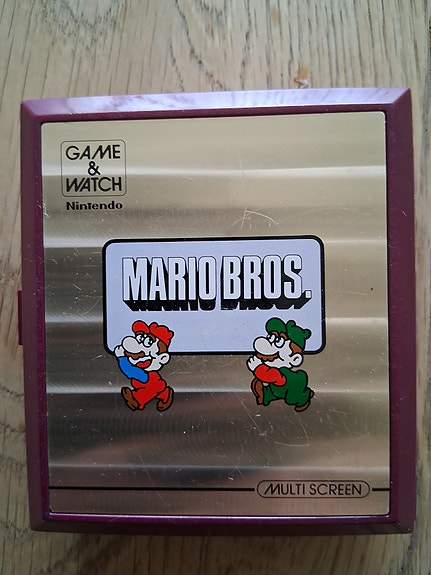 GAME
&
WATCH
Nintendo
MARIO BROS.
MULTI SCREEN